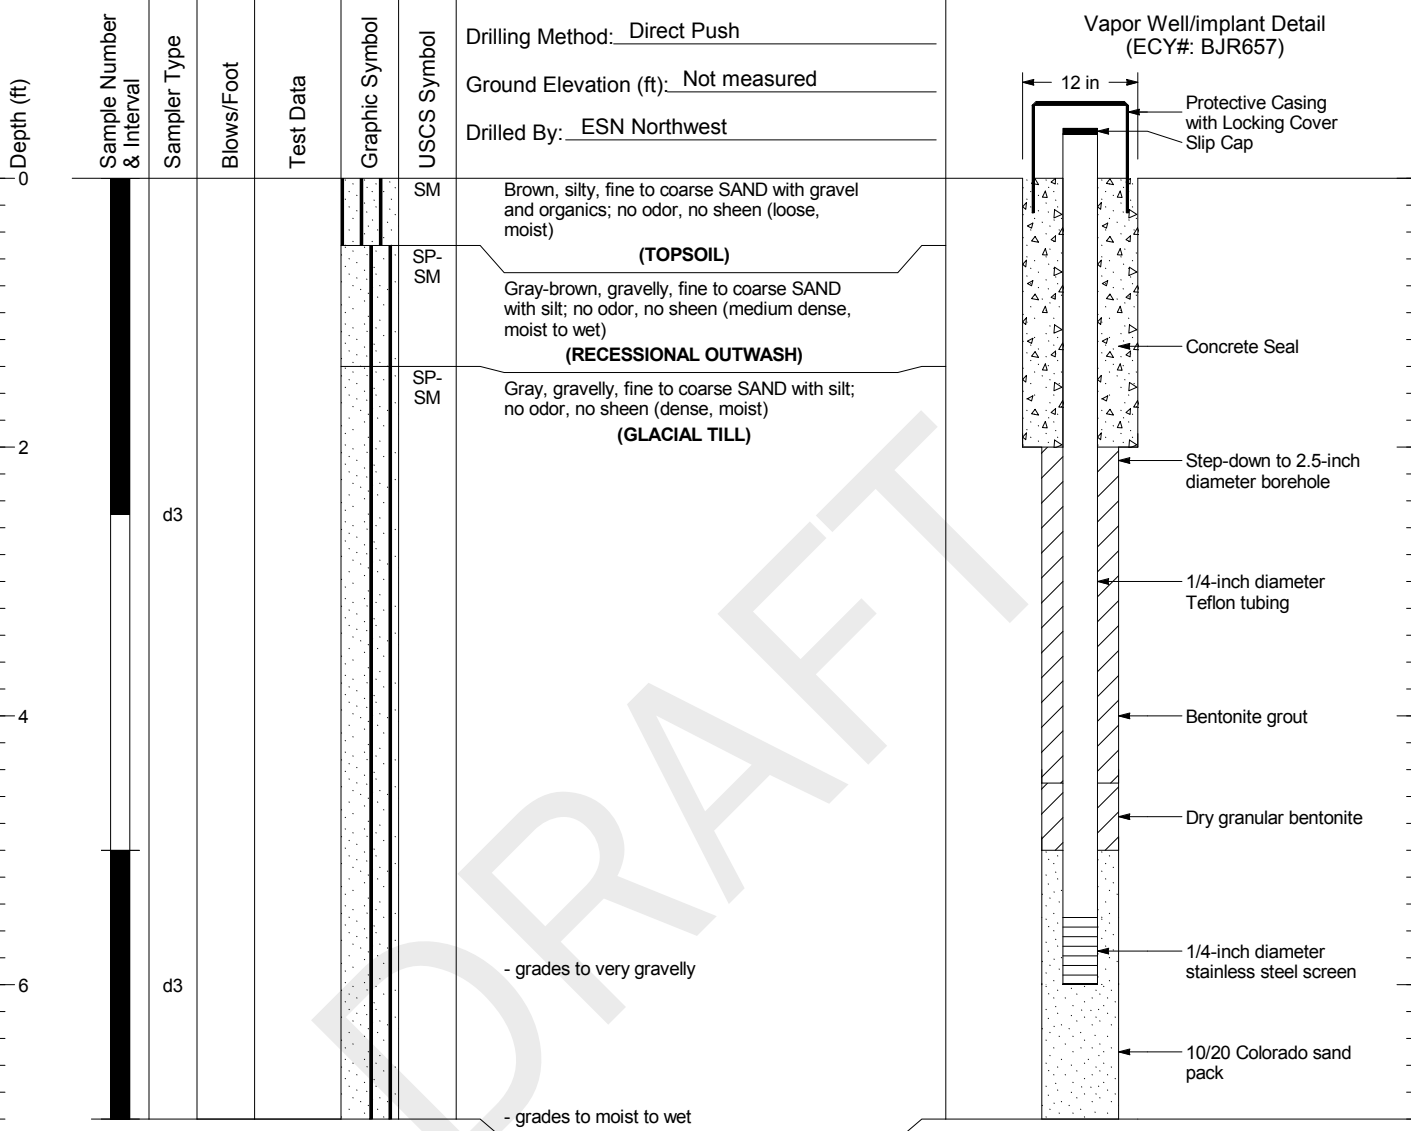 Depth (ft)
Sample Number
& Interval
Sampler Type
Blows/Foot
Test Data
Graphic Symbol
USCS Symbol
Drilling Method: Direct Push
Ground Elevation (ft): Not measured
Drilled By: ESN Northwest
Vapor Well/implant Detail
(ECY#: BJR657)
12 in
Protective Casing
with Locking Cover
Slip Cap
0
SM
Brown, silty, fine to coarse SAND with gravel
and organics; no odor, no sheen (loose,
moist)
(TOPSOIL)
SP-
SM
Gray-brown, gravelly, fine to coarse SAND
with silt; no odor, no sheen (medium dense,
moist to wet)
(RECESSIONAL OUTWASH)
Concrete Seal
SP-
SM
Gray, gravelly, fine to coarse SAND with silt;
no odor, no sheen (dense, moist)
(GLACIAL TILL)
2
Step-down to 2.5-inch
diameter borehole
d3
1/4-inch diameter
Teflon tubing
4
Bentonite grout
Dry granular bentonite
- grades to very gravelly
1/4-inch diameter
stainless steel screen
6
d3
10/20 Colorado sand
pack
- grades to moist to wet
DRAFT